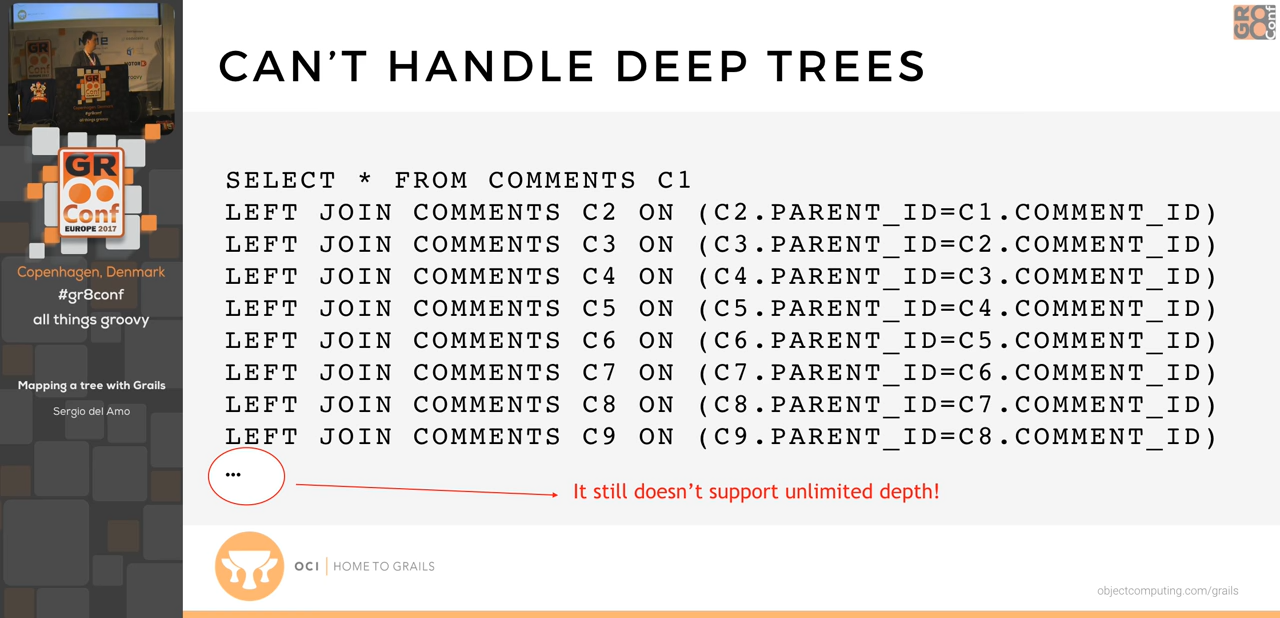 CAN'T HANDLE DEEP TREES
SELECT * FROM COMMENTS C1
LEFT JOIN COMMENTS C2 ON (C2.PARENT_ID=C1.COMMENT_ID)
LEFT JOIN COMMENTS C3 ON (C3.PARENT_ID=C2.COMMENT_ID)
LEFT JOIN COMMENTS C4 ON (C4.PARENT_ID=C3.COMMENT_ID)
LEFT JOIN COMMENTS C5 ON (C5.PARENT_ID=C4.COMMENT_ID)
LEFT JOIN COMMENTS C6 ON (C6.PARENT_ID=C5.COMMENT_ID)
LEFT JOIN COMMENTS C7 ON (C7.PARENT_ID=C6.COMMENT_ID)
LEFT JOIN COMMENTS C8 ON (C8.PARENT_ID=C7.COMMENT_ID)
LEFT JOIN COMMENTS C9 ON (C9.PARENT_ID=C8.COMMENT_ID)
…
It still doesn't support unlimited depth!
OCI | HOME TO GRAILS
objectcomputing.com/grails
GR
Conf
EUROPE 2017
Copenhagen, Denmark
#gr8conf
all things groovy
Mapping a tree with Grails
Sergio del Amo
GR
Conf